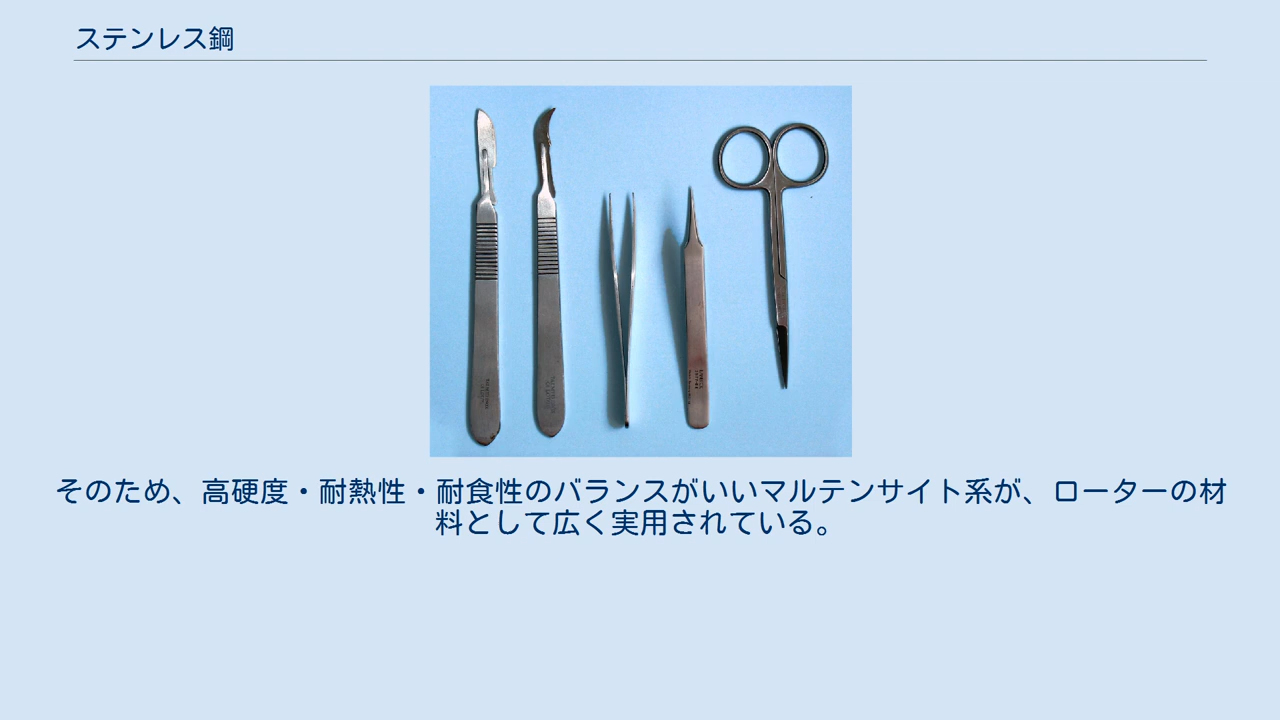 ステンレス鋼
そのため、高硬度・耐熱性・耐食性のバランスがいいマルテンサイト系が、ローターの材
料として広く実用されている。